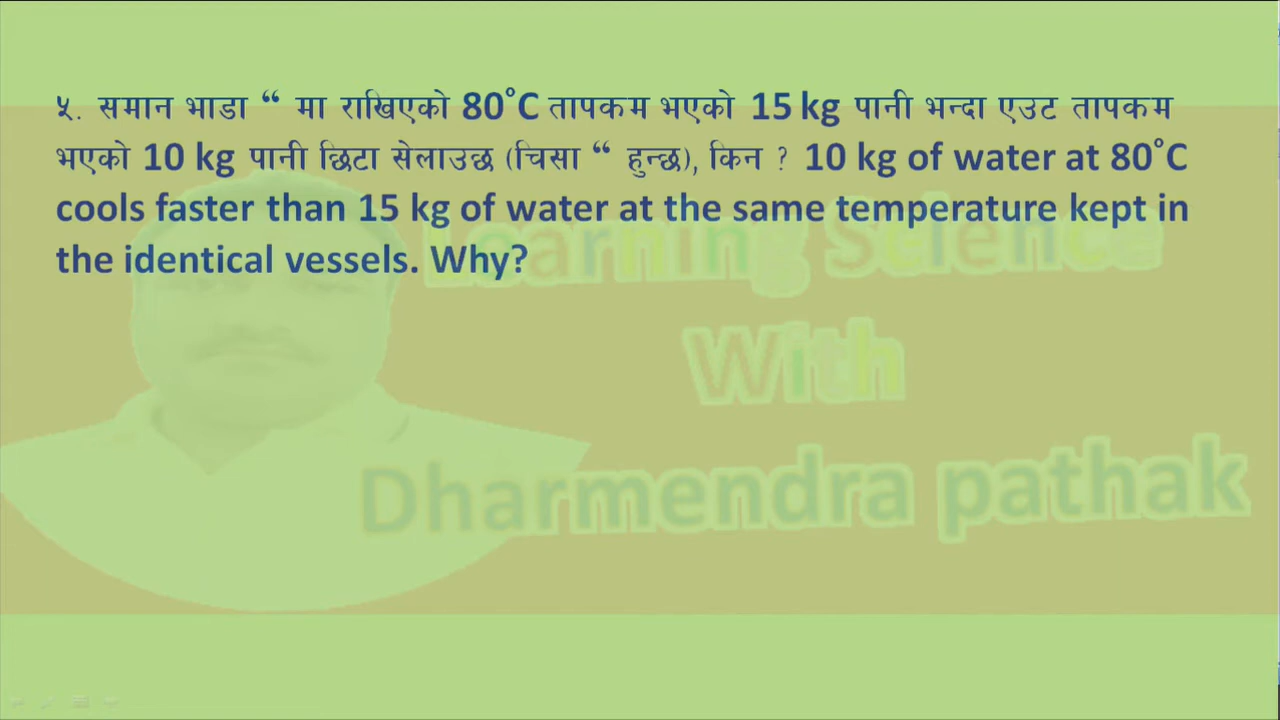 ५. समान भाडा “ मा राखिएको 80°C तापकम भएको 15 kg पानी भन्दा एउट तापकम
भएको 10 kg पानी छिटा सेलाउछ (चिसा “ हुन्छ), किन ? 10 kg of water at 80°C
cools faster than 15 kg of water at the same temperature kept in
the identical vessels. Why?
Learning Science
With
Dharmendra pathak